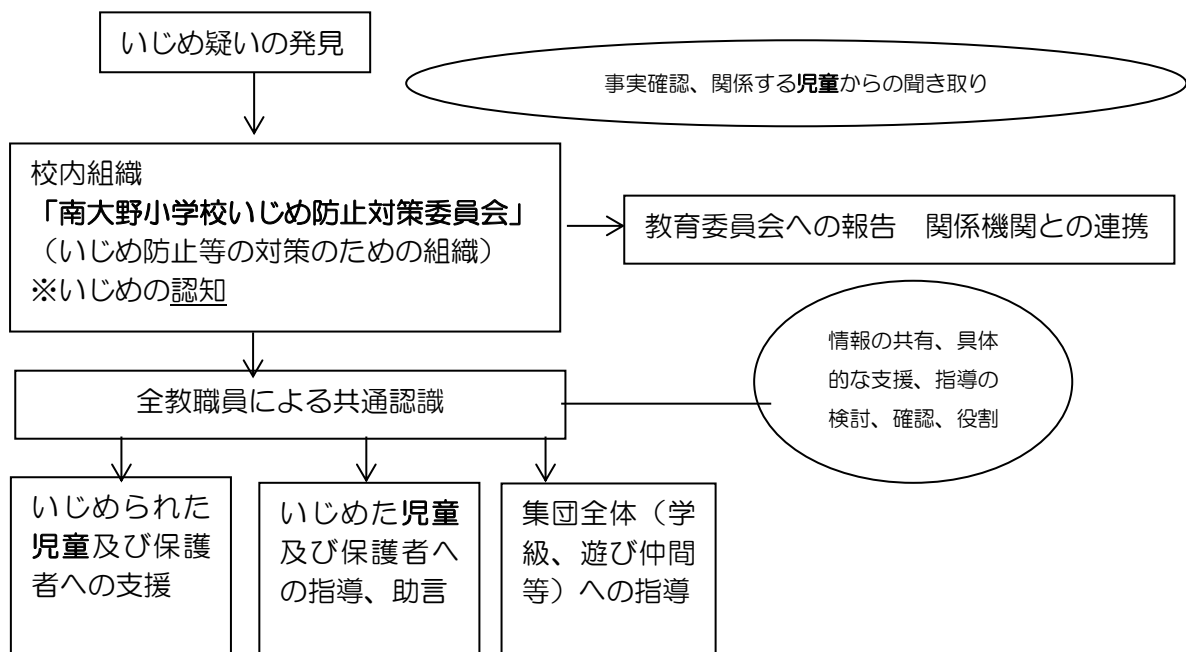 いじめ疑いの発見
事実確認、関係する児童からの聞き取り
校内組織
「南大野小学校いじめ防止対策委員会」
（いじめ防止等の対策のための組織）
※いじめの認知
教育委員会への報告　関係機関との連携
情報の共有、具体
的な支援、指導の
検討、確認、役割
全教職員による共通認識
いじめられた
児童及び保護
者への支援
いじめた児童
及び保護者へ
の指導、助言
集団全体（学
級、遊び仲間
等）への指導